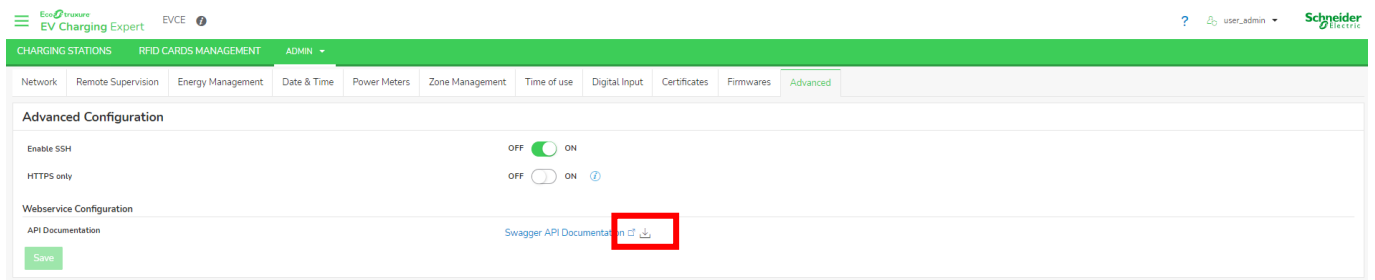 EcoStruxure
EV Charging Expert EVCE
? user_admin
Schneider
Electric
CHARGING STATIONS RFID CARDS MANAGEMENT ADMIN
Network Remote Supervision Energy Management Date & Time Power Meters Zone Management Time of use Digital Input Certificates Firmwares Advanced
Advanced Configuration
Enable SSH OFF ON
HTTPS only OFF ON
Webservice Configuration
API Documentation Swagger API Documentation
Save